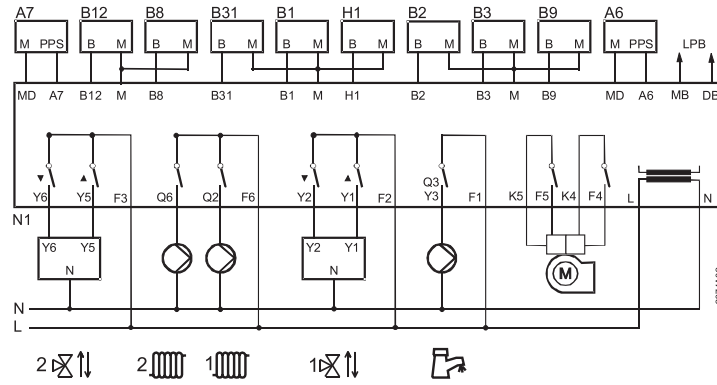 A7 B12 B8 B31 B1 H1 B2 B3 B9 A6
M PPS B M B M B M B M B M B M B M B M M PPS LPB
MD A7 B12 M B8 B31 B1 M H1 B2 B3 M B9 MD A6 MB DB
Q3
Y6 Y5 F3 Q6 Q2 F6 Y2 Y1 F2 Y3 F1 K5 F5 K4 F4 L N
N1
Y6 Y5 Y2 Y1
N N M
N
L
2 2 1 1